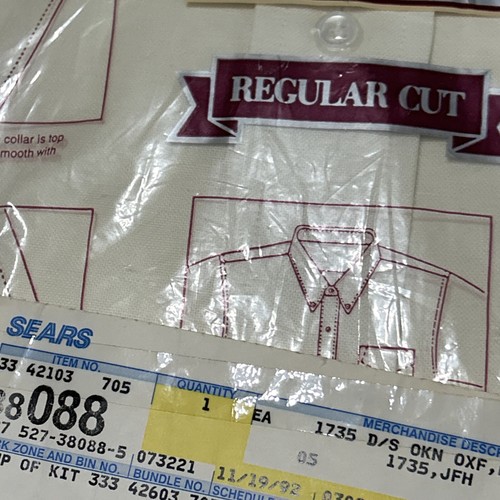 REGULAR CUT
collar is top
mooth with
SEARS
ITEM NO.
QUANTITY
MERCHANDISE DESC
33 42103 705
1
EA
1735 D/S OKN OXF,
8088
05
1735,JFH
7 527-38088-5
073221
11/19/92
ZONE AND BIN NO.
BUNDLE NO.
SCHEDUL
P OF KIT 333 42603